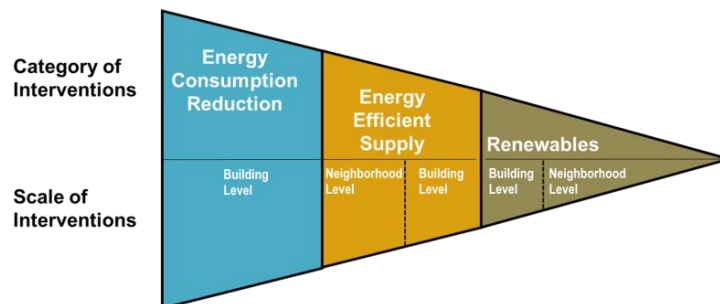 Category of
Interventions
Energy
Consumption
Reduction
Energy
Efficient
Supply
Renewables
Scale of
Interventions
Building
Level
Neighborhood
Level
Building
Level
Building
Level
Neighborhood
Level